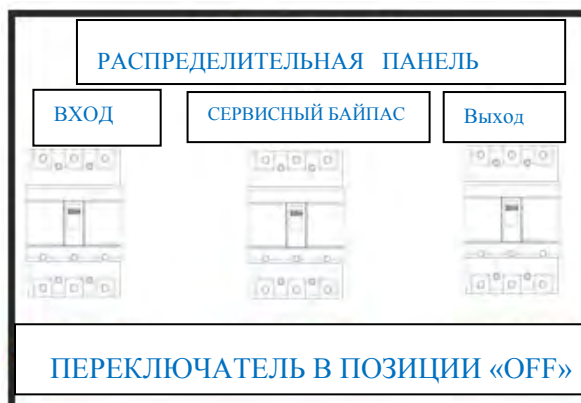 РАСПРЕДЕЛИТЕЛЬНАЯ ПАНЕЛЬ
ВХОД
СЕРВИСНЫЙ БАЙПАС
Выход
ПЕРЕКЛЮЧАТЕЛЬ В ПОЗИЦИИ «OFF»